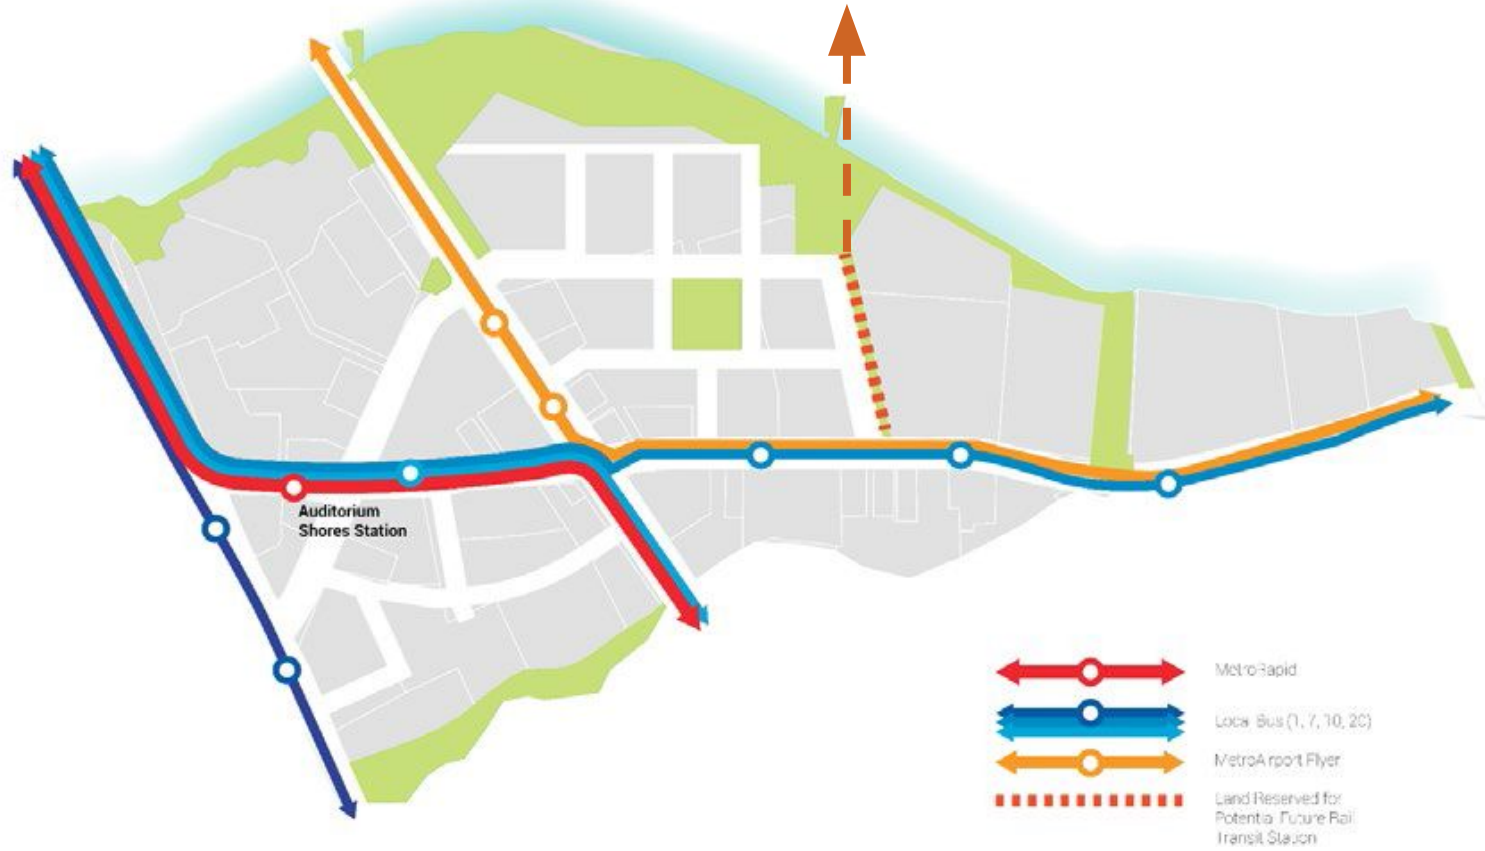 Auditorium
Shores Station
MetroRapid
Local Bus (1, 7, 10, 20)
MetroAirport Flyer
Land Reserved for
Potential Future Rail
Transit Station